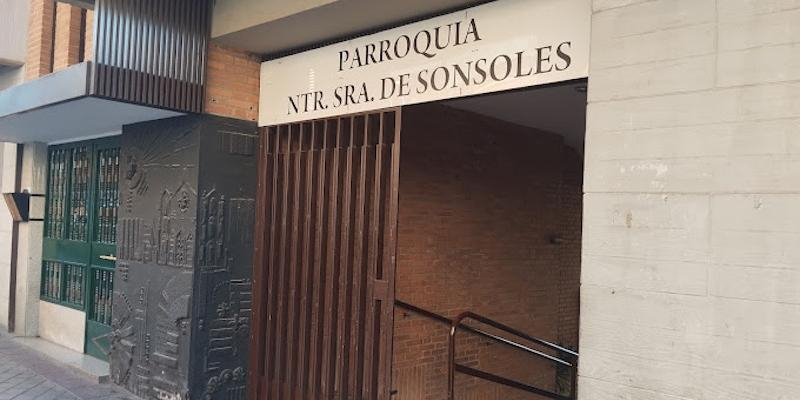 PARROQUIA
NTR. SRA. DE SONSOLES